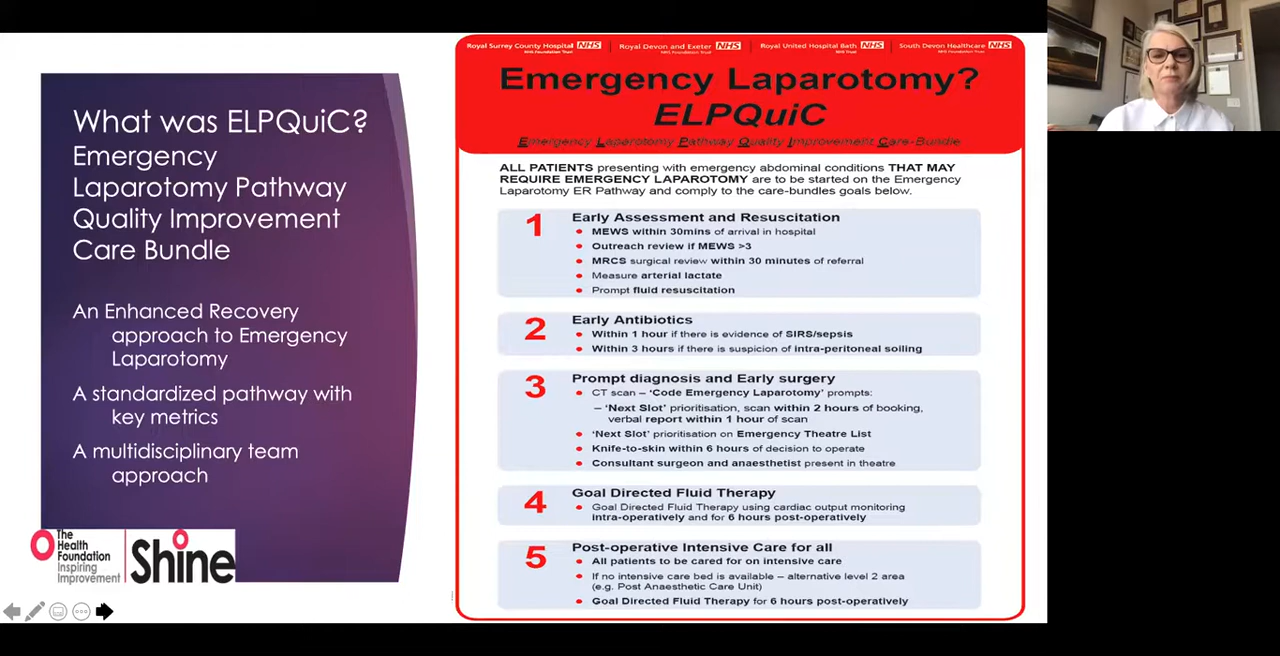 What was ELPQuiC?
Emergency
Laparotomy Pathway
Quality Improvement
Care Bundle
An Enhanced Recovery
approach to Emergency
Laparotomy
A standardized pathway with
key metrics
A multidisciplinary team
approach
The
Health
Foundation
Inspiring
Improvement
Shine
Royal Surrey County Hospital NHS
NHS Foundation Trust
Royal Devon and Exeter NHS
NHS Foundation Trust
Royal United Hospital Bath NHS
NHS Trust
South Devon Healthcare NHS
NHS Foundation Trust
Emergency Laparotomy?
ELPQuiC
Emergency Laparotomy Pathway Quality Improvement Care-Bundle
ALL PATIENTS presenting with emergency abdominal conditions THAT MAY
REQUIRE EMERGENCY LAPAROTOMY are to be started on the Emergency
Laparotomy ER Pathway and comply to the care-bundles goals below.
1
Early Assessment and Resuscitation
• MEWS within 30mins of arrival in hospital
• Outreach review if MEWS >3
• MRCS surgical review within 30 minutes of referral
• Measure arterial lactate
• Prompt fluid resuscitation
2
Early Antibiotics
• Within 1 hour if there is evidence of SIRS/sepsis
• Within 3 hours if there is suspicion of intra-peritoneal soiling
3
Prompt diagnosis and Early surgery
• CT scan – 'Code Emergency Laparotomy' prompts:
– 'Next Slot' prioritisation, scan within 2 hours of booking,
verbal report within 1 hour of scan
• 'Next Slot' prioritisation on Emergency Theatre List
• Knife-to-skin within 6 hours of decision to operate
• Consultant surgeon and anaesthetist present in theatre
4
Goal Directed Fluid Therapy
• Goal Directed Fluid Therapy using cardiac output monitoring
intra-operatively and for 6 hours post-operatively
5
Post-operative Intensive Care for all
• All patients to be cared for on intensive care
• If no intensive care bed is available – alternative level 2 area
(e.g. Post Anaesthetic Care Unit)
• Goal Directed Fluid Therapy for 6 hours post-operatively